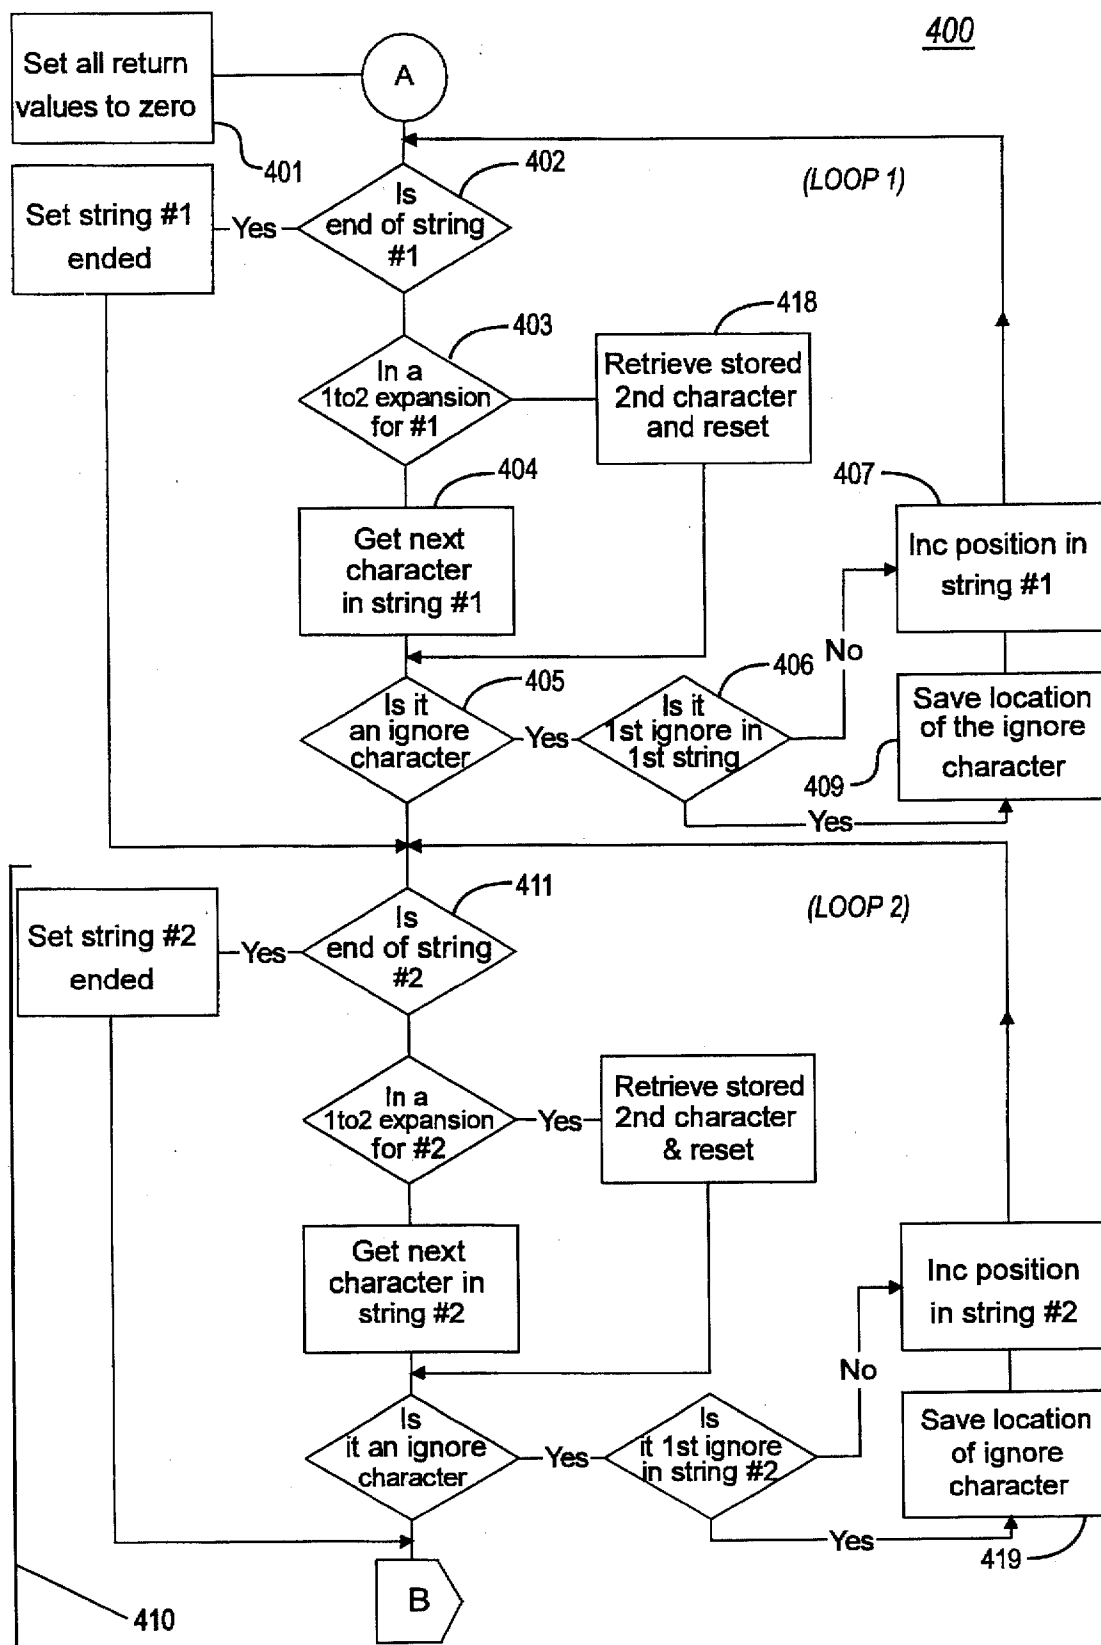 400
Set all return
values to zero
A
401
402
(LOOP 1)
Is
end of string
#1
Yes
Set string #1
ended
403
418
In a
1to2 expansion
for #1
Retrieve stored
2nd character
and reset
404
407
Get next
character
in string #1
Inc position in
string #1
No
405
406
Is it
an ignore
character
Yes
Is it
1st ignore in
1st string
Save location
of the ignore
character
409
Yes
411
(LOOP 2)
Is
end of string
#2
Yes
Set string #2
ended
In a
1to2 expansion
for #2
Yes
Retrieve stored
2nd character
& reset
Get next
character in
string #2
Inc position
in string #2
No
Is
it an ignore
character
Yes
Is
it 1st ignore
in string #2
Save location
of ignore
character
Yes
419
B
410